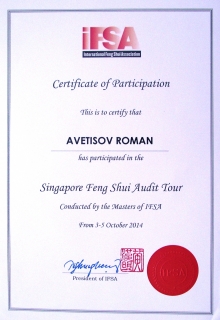 iFSA
International Feng Shui Association
Certificate of Participation
This is to certify that
AVETISOV ROMAN
has participated in the
Singapore Feng Shui Audit Tour
Conducted by the Masters of IFSA
From 3-5 October 2014
President of IFSA